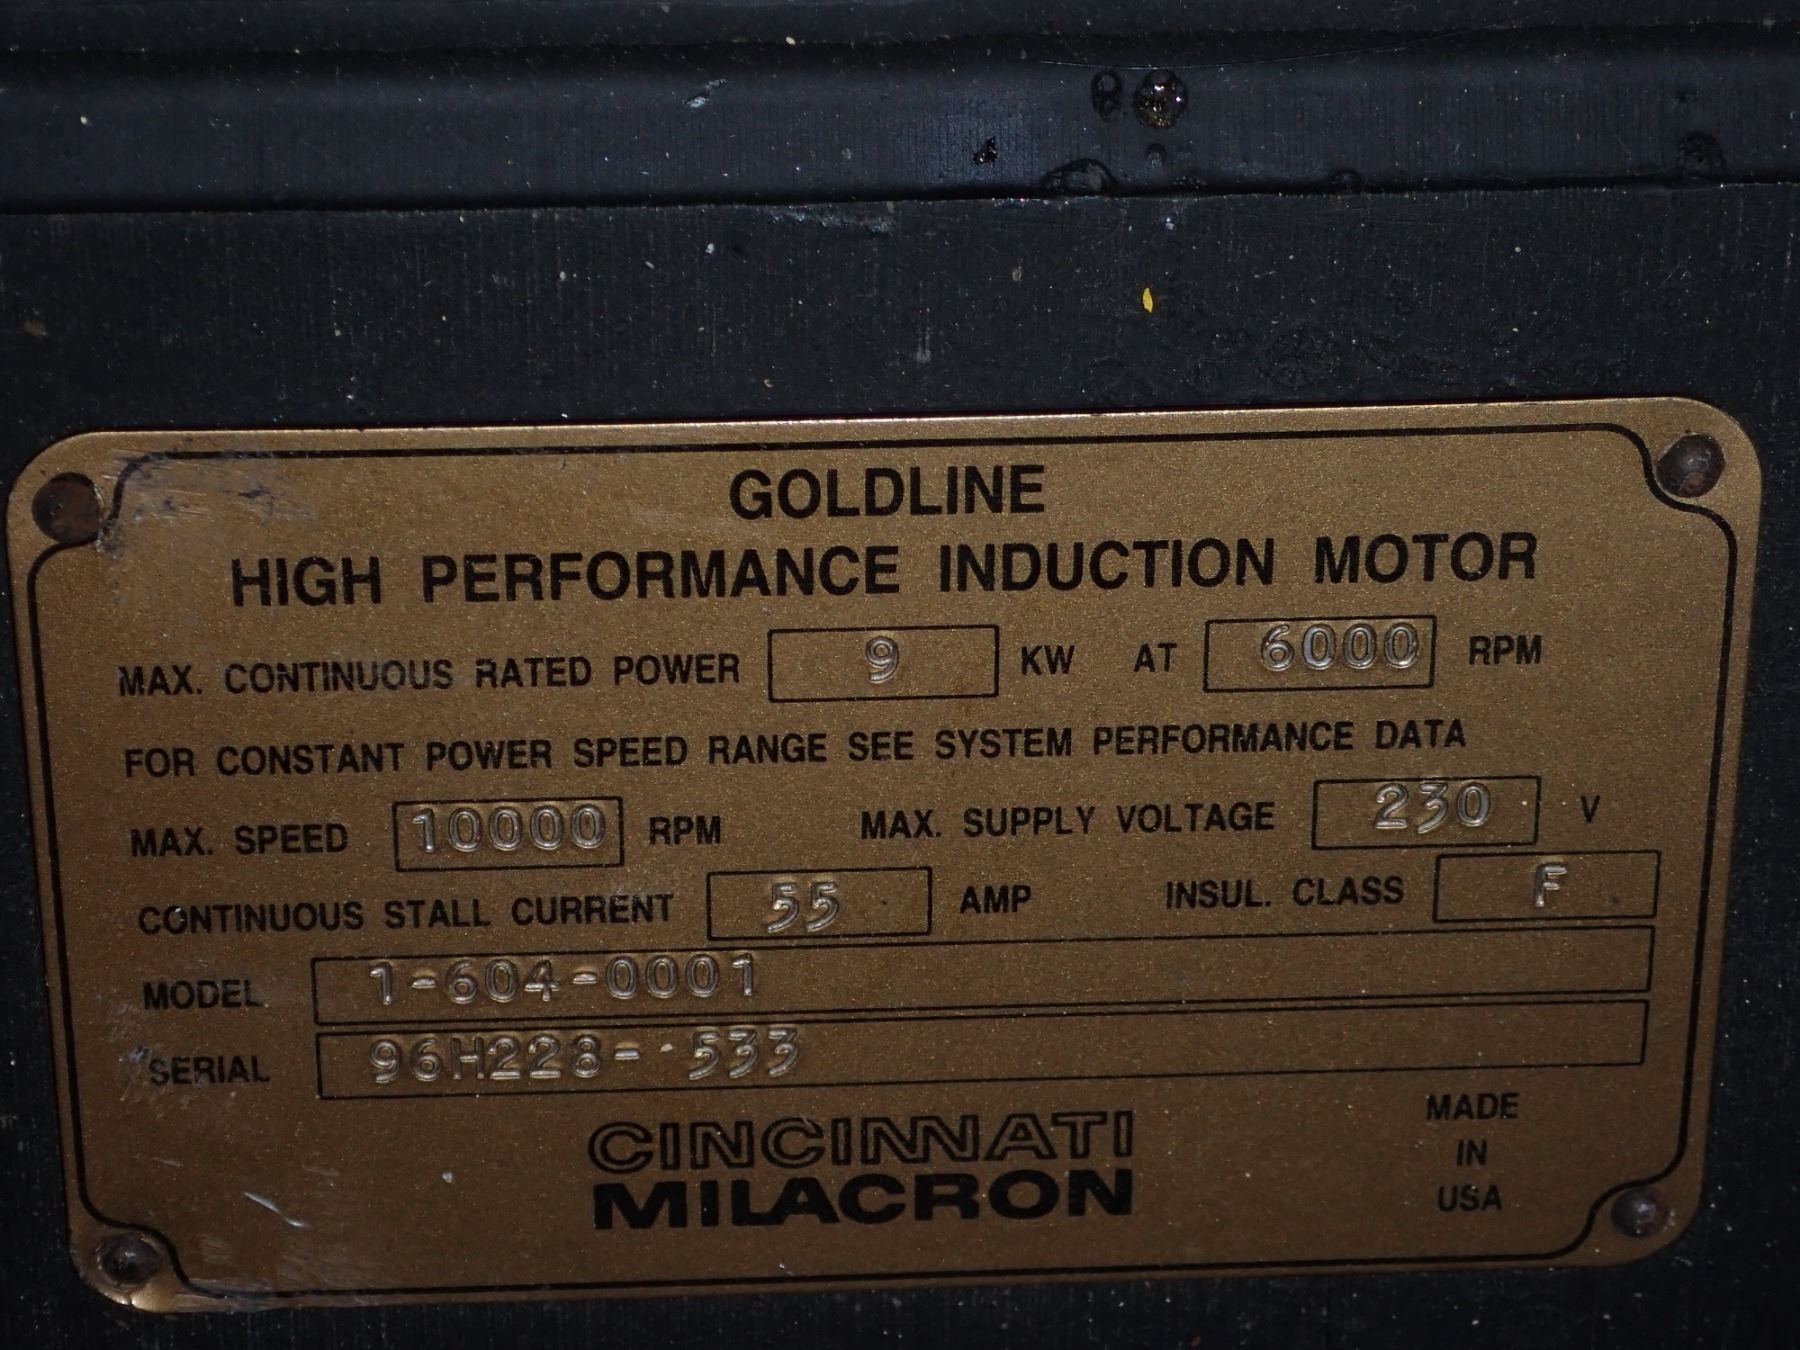 GOLDLINE
HIGH PERFORMANCE INDUCTION MOTOR
MAX. CONTINUOUS RATED POWER 9 KW AT 6000 RPM
FOR CONSTANT POWER SPEED RANGE SEE SYSTEM PERFORMANCE DATA
MAX. SPEED 10000 RPM MAX. SUPPLY VOLTAGE 230 V
CONTINUOUS STALL CURRENT 55 AMP INSUL. CLASS F
MODEL 1-604-0001
SERIAL 96H228- 533
CINCINNATI
MILACRON
MADE
IN
USA